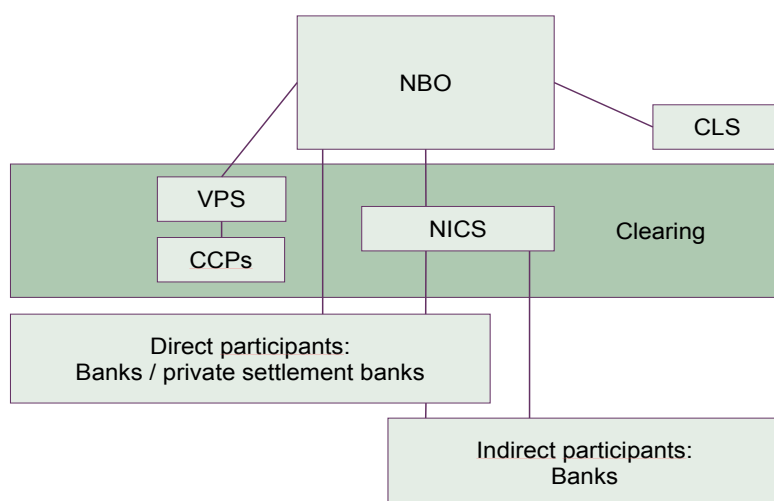 NBO
CLS
VPS
NICS
Clearing
CCPs
Direct participants:
Banks / private settlement banks
Indirect participants:
Banks